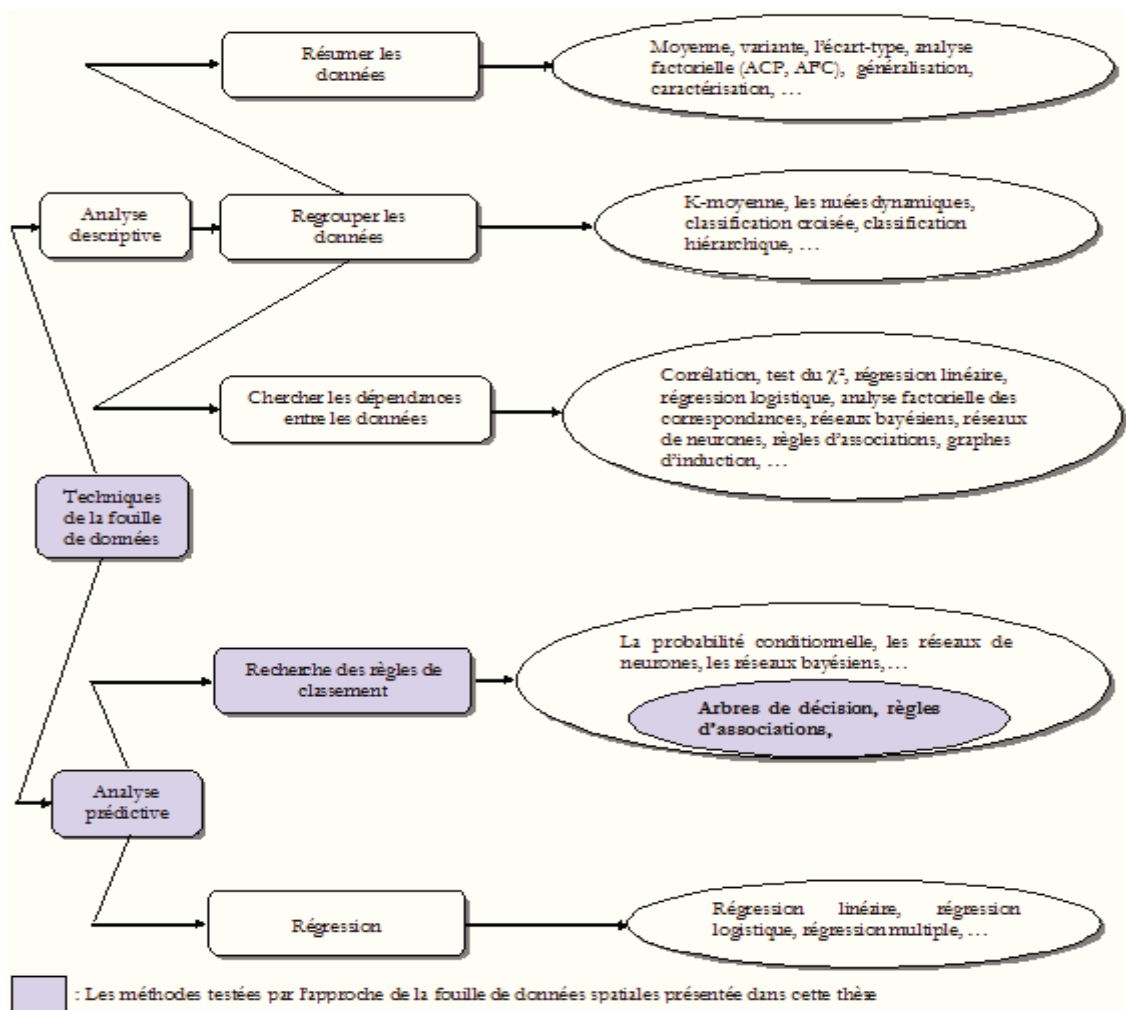 Résumer les
données
Moyenne, variante, l'écart-type, analyse
factorielle (ACP, AFC), généralisation,
caractérisation, …
Analyse
descriptive
Regrouper les
données
K-moyenne, les nuées dynamiques,
classification croisée, classification
hiérarchique, …
Chercher les dépendances
entre les données
Corrélation, test du χ², régression linéaire,
régression logistique, analyse factorielle des
correspondances, réseaux bayésiens, réseaux
de neurones, règles d'associations, graphes
d'induction, …
Techniques
de la fouille
de données
Recherche des règles de
classement
La probabilité conditionnelle, les réseaux de
neurones, les réseaux bayésiens,…
Arbres de décision, règles
d'associations,
Analyse
prédictive
Régression
Régression linéaire, régression
logistique, régression multiple, …
: Les méthodes testées par l'approche de la fouille de données spatiales présentée dans cette thèse